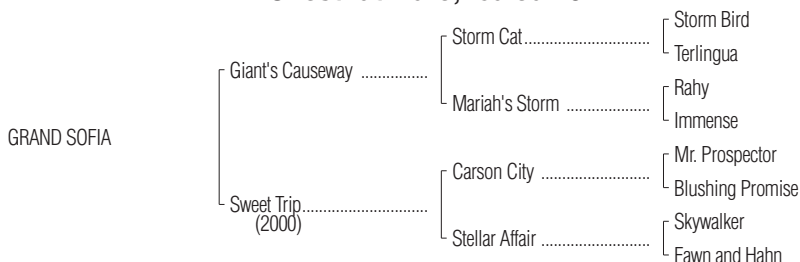 Storm Bird
Storm Cat
Terlingua
Giant's Causeway
Rahy
Mariah's Storm
Immense
GRAND SOFIA
Mr. Prospector
Carson City
Blushing Promise
Sweet Trip
(2000)
Skywalker
Stellar Affair
Fawn and Hahn